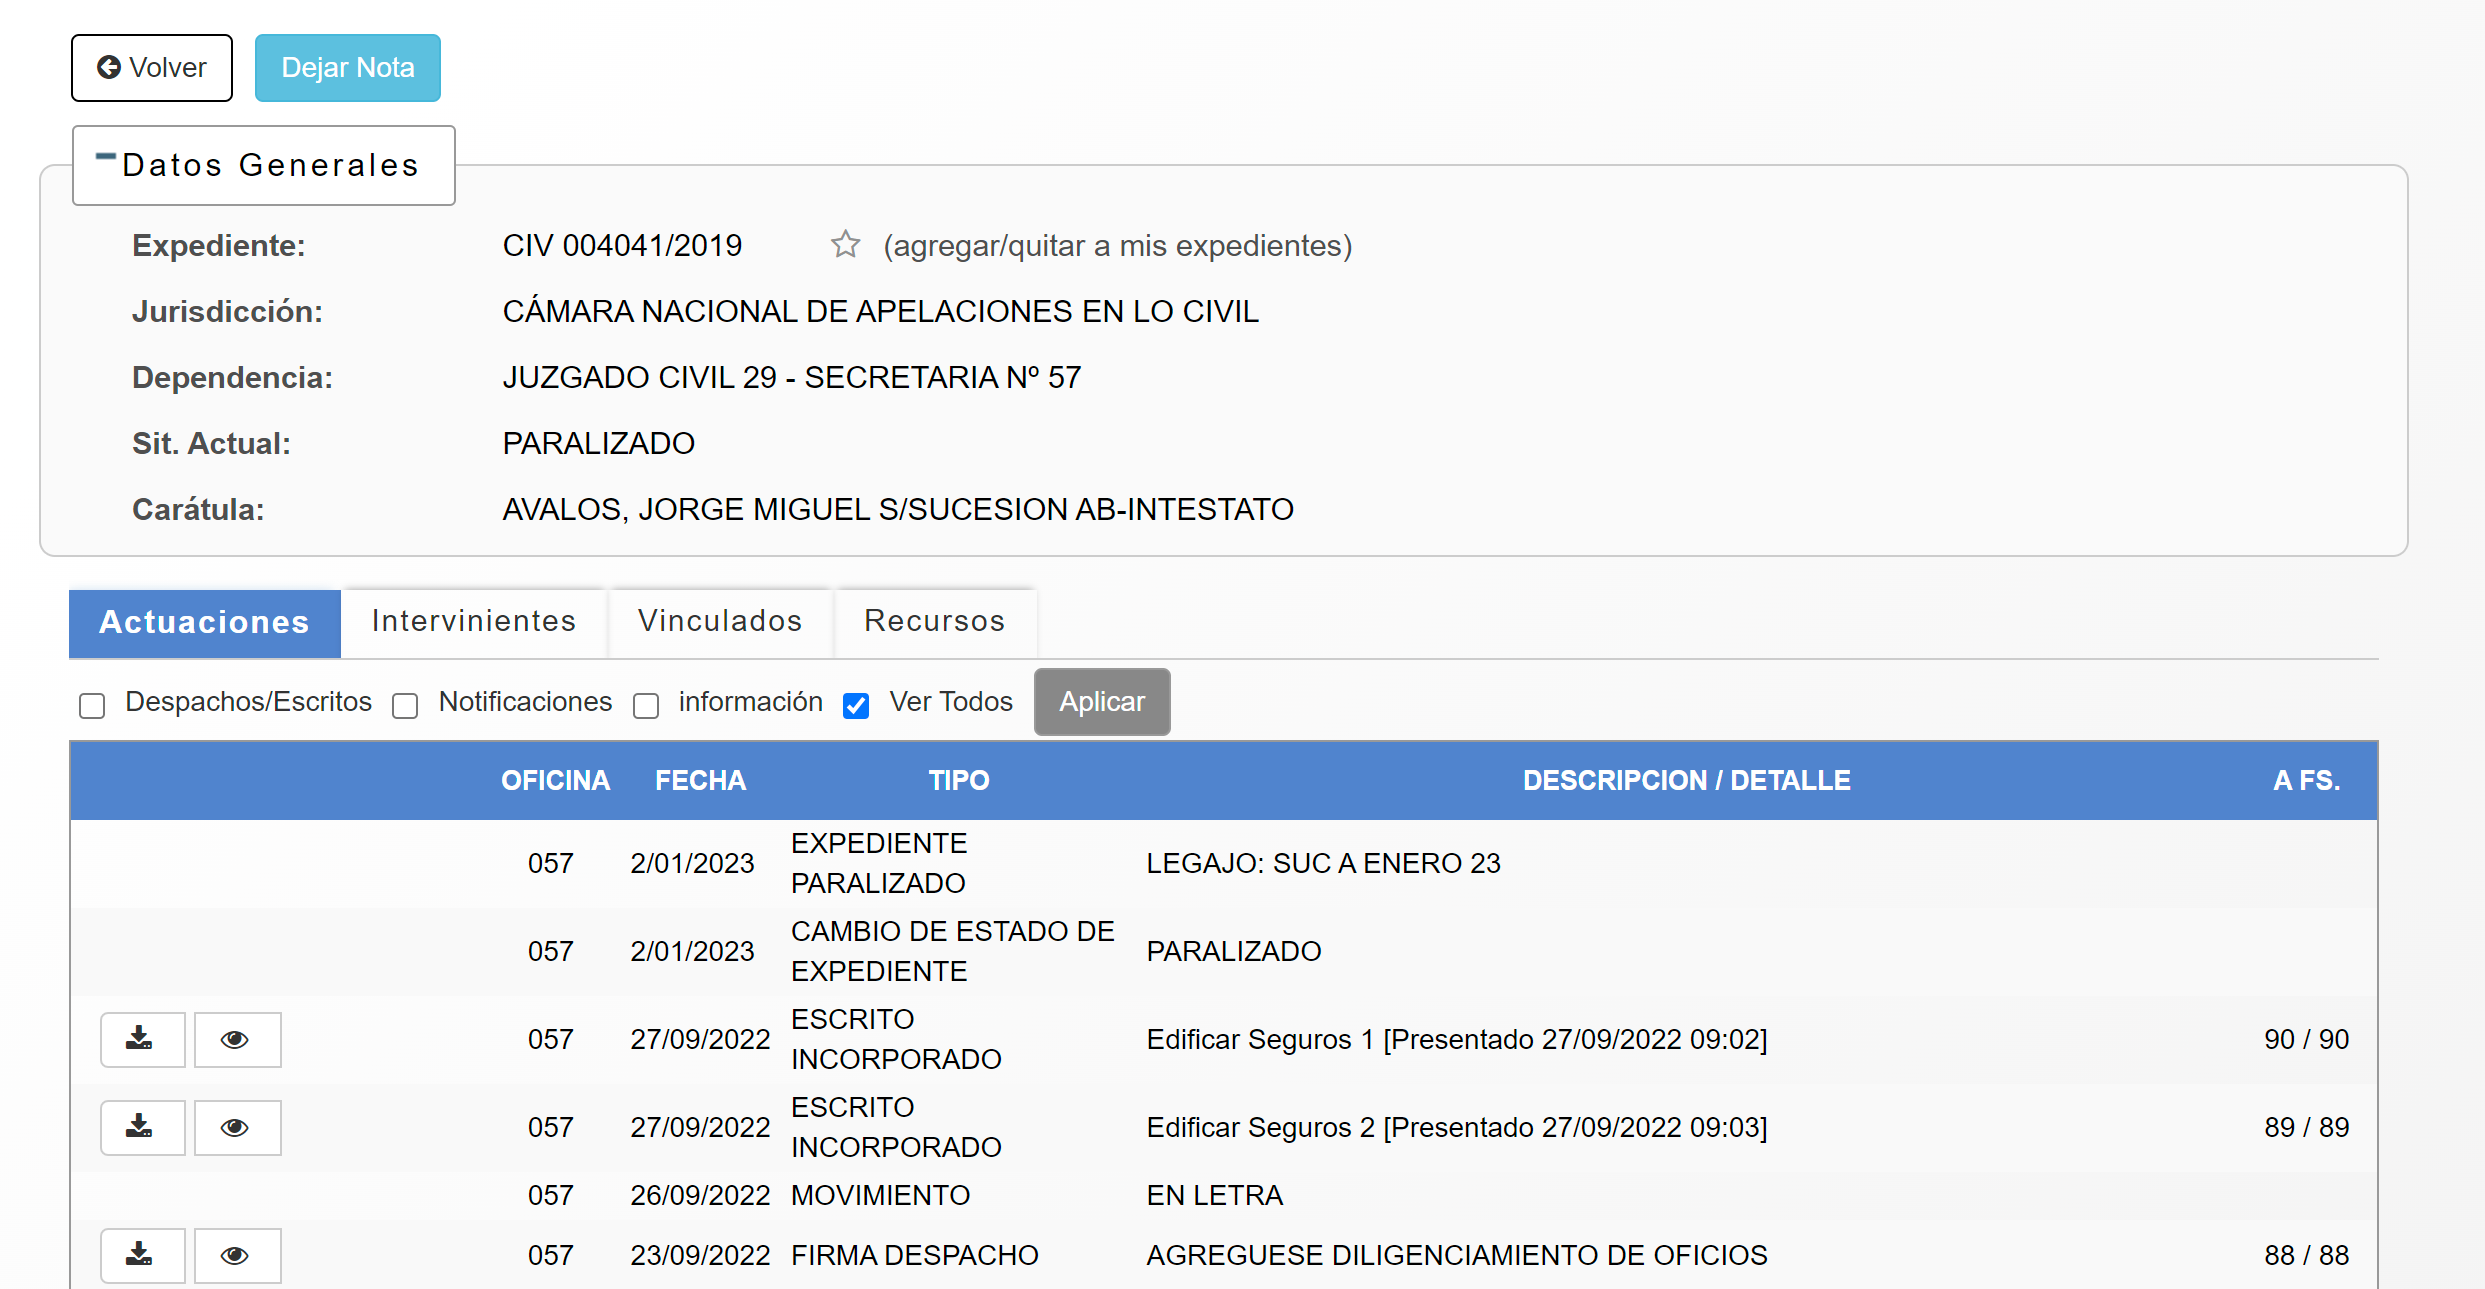 Volver
Dejar Nota
Datos Generales
Expediente: CIV 004041/2019 (agregar/quitar a mis expedientes)
Jurisdicción: CÁMARA NACIONAL DE APELACIONES EN LO CIVIL
Dependencia: JUZGADO CIVIL 29 - SECRETARIA Nº 57
Sit. Actual: PARALIZADO
Carátula: AVALOS, JORGE MIGUEL S/SUCESION AB-INTESTATO
Actuaciones Intervinientes Vinculados Recursos
Despachos/Escritos Notificaciones información Ver Todos Aplicar
OFICINA FECHA TIPO DESCRIPCION / DETALLE A FS.
057 2/01/2023 EXPEDIENTE PARALIZADO LEGAJO: SUC A ENERO 23
057 2/01/2023 CAMBIO DE ESTADO DE EXPEDIENTE PARALIZADO
057 27/09/2022 ESCRITO INCORPORADO Edificar Seguros 1 [Presentado 27/09/2022 09:02] 90 / 90
057 27/09/2022 ESCRITO INCORPORADO Edificar Seguros 2 [Presentado 27/09/2022 09:03] 89 / 89
057 26/09/2022 MOVIMIENTO EN LETRA
057 23/09/2022 FIRMA DESPACHO AGREGUESE DILIGENCIAMIENTO DE OFICIOS 88 / 88